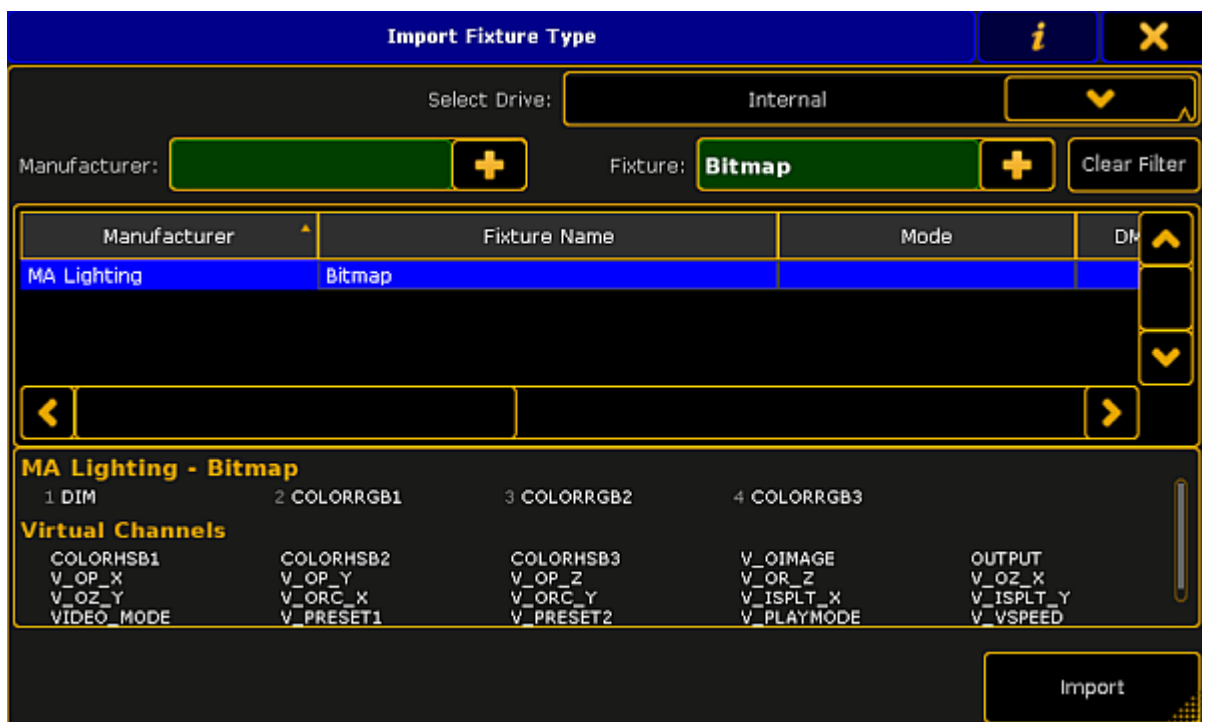 Import Fixture Type i
Select Drive: Internal
Manufacturer: Fixture: Bitmap Clear Filter
Manufacturer Fixture Name Mode
MA Lighting Bitmap
MA Lighting - Bitmap
1 DIM 2 COLORRGB1 3 COLORRGB2 4 COLORRGB3
Virtual Channels
COLORHSB1 COLORHSB2 COLORHSB3 V_OIMAGE OUTPUT
V_OP_X V_OP_Y V_OP_Z V_OR_Z V_OZ_X
V_OZ_Y V_ORC_X V_ORC_Y V_ISPLT_X V_ISPLT_Y
VIDEO_MODE V_PRESET1 V_PRESET2 V_PLAYMODE V_VSPEED
Import